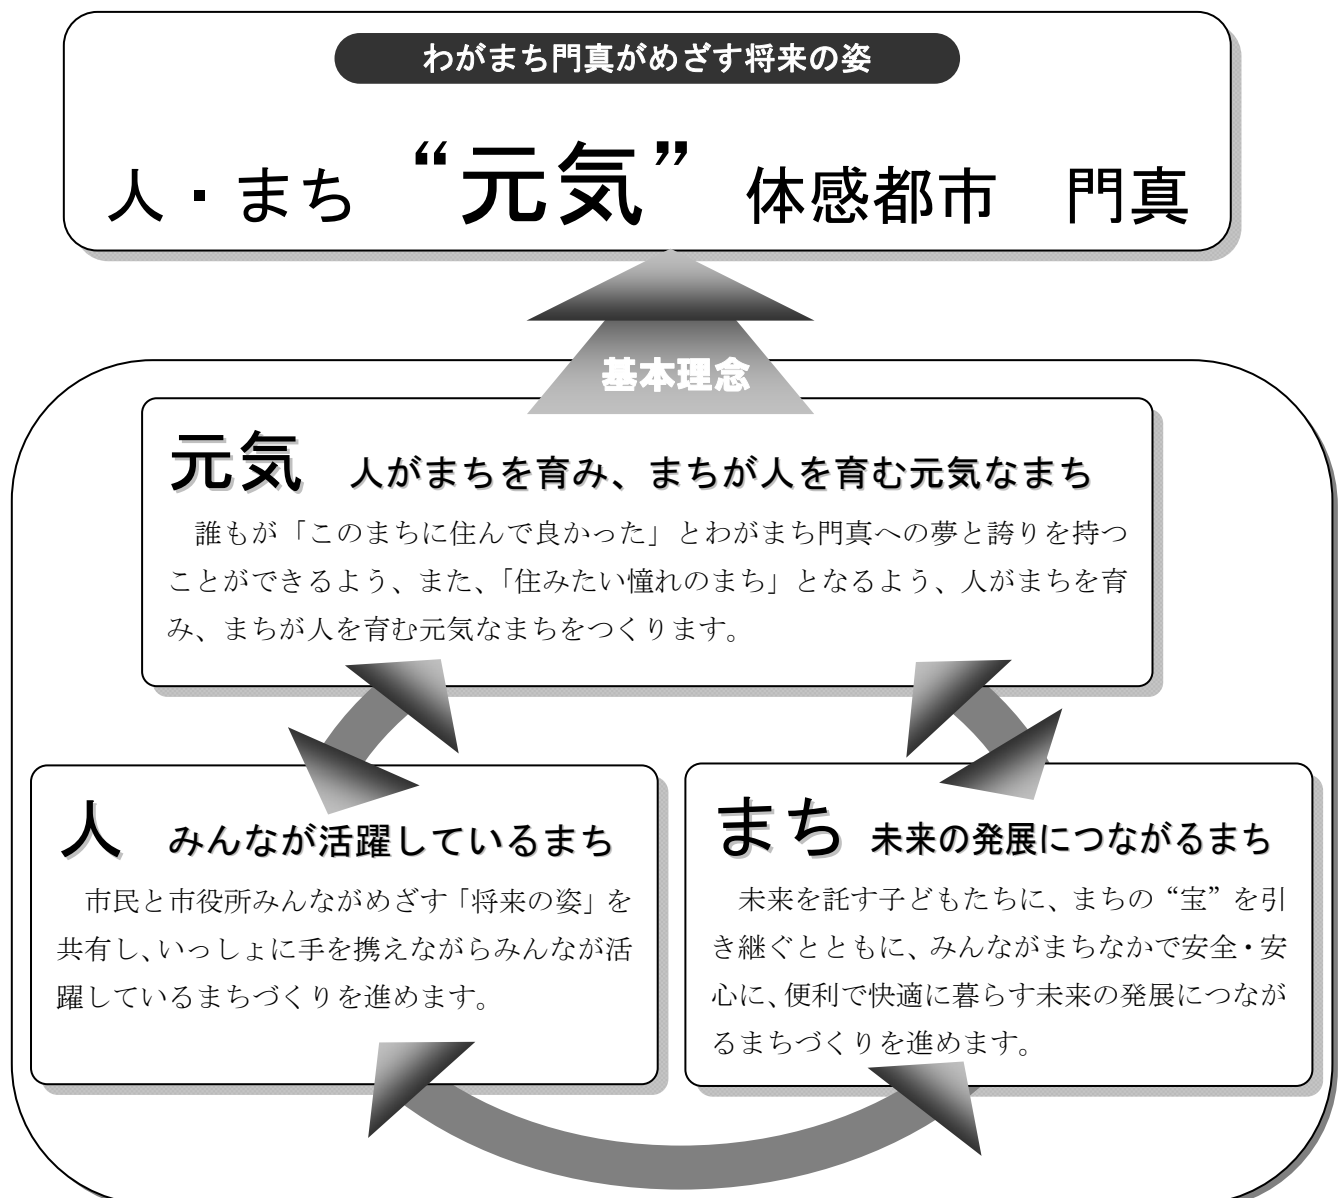 わがまち門真がめざす将来の姿
人・まち “元気” 体感都市　門真
基本理念
元気　人がまちを育み、まちが人を育む元気なまち
誰もが「このまちに住んで良かった」とわがまち門真への夢と誇りを持つ
ことができるよう、また、「住みたい憧れのまち」となるよう、人がまちを育
み、まちが人を育む元気なまちをつくります。
人　みんなが活躍しているまち
市民と市役所みんながめざす「将来の姿」を
共有し、いっしょに手を携えながらみんなが活
躍しているまちづくりを進めます。
まち　未来の発展につながるまち
未来を託す子どもたちに、まちの“宝”を引
き継ぐとともに、みんながまちなかで安全・安
心に、便利で快適に暮らす未来の発展につなが
るまちづくりを進めます。